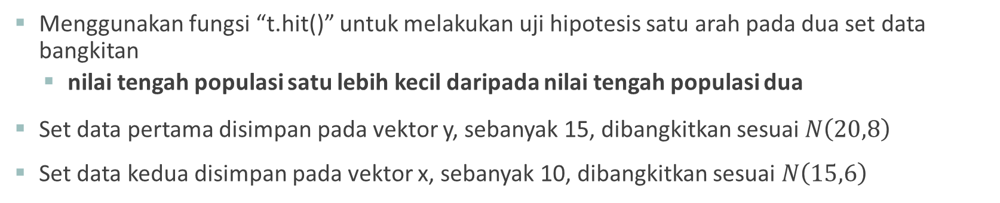 ▪ Menggunakan fungsi “t.hit()” untuk melakukan uji hipotesis satu arah pada dua set data
bangkitan
▪ nilai tengah populasi satu lebih kecil daripada nilai tengah populasi dua
▪ Set data pertama disimpan pada vektor y, sebanyak 15, dibangkitkan sesuai N(20,8)
▪ Set data kedua disimpan pada vektor x, sebanyak 10, dibangkitkan sesuai N(15,6)